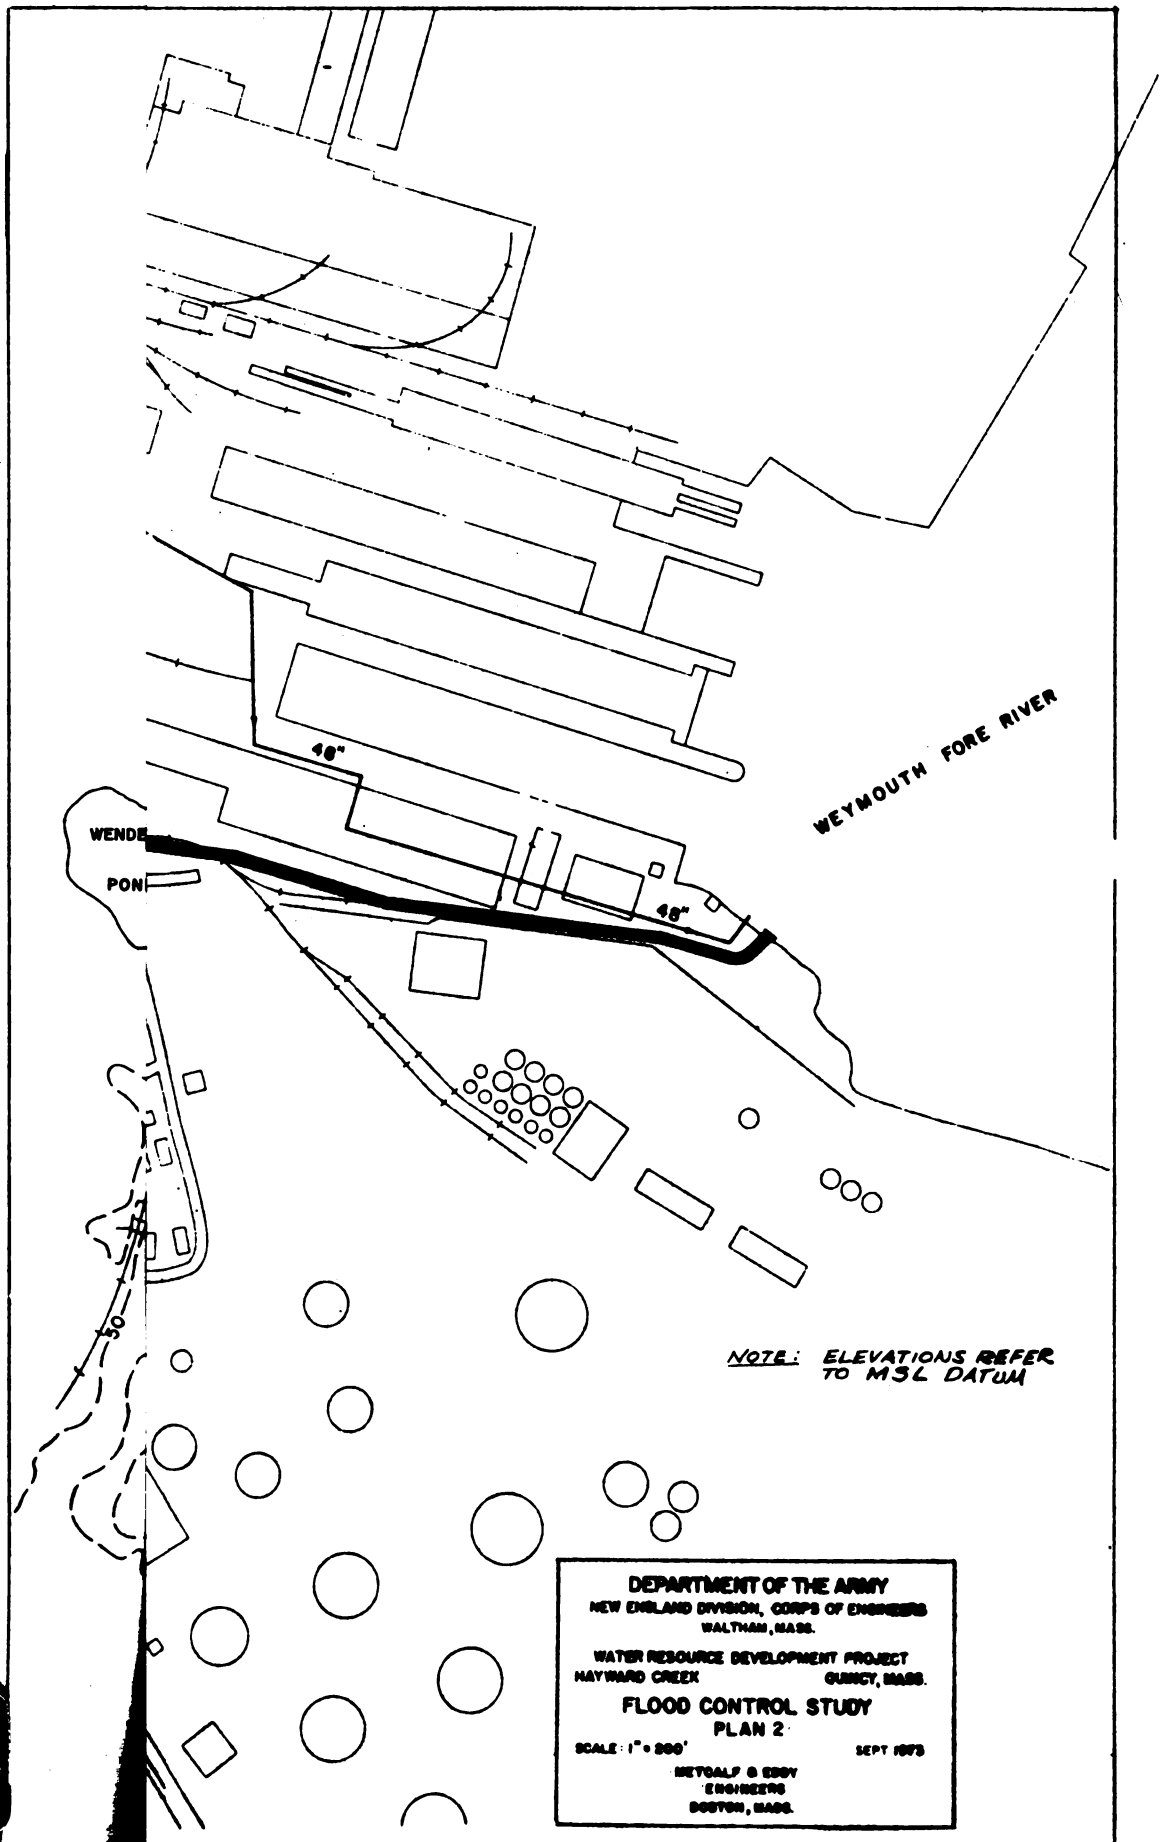 48"
WEYMOUTH FORE RIVER
WENDE
PON
48"
50
NOTE: ELEVATIONS REFER
TO MSL DATUM
DEPARTMENT OF THE ARMY
NEW ENGLAND DIVISION, CORPS OF ENGINEERS
WALTHAM, MASS.
WATER RESOURCE DEVELOPMENT PROJECT
HAYWARD CREEK QUINCY, MASS.
FLOOD CONTROL STUDY
PLAN 2
SCALE: 1" =
SEPT 1973
METCALF & EDDY
ENGINEERS
BOSTON, MASS.